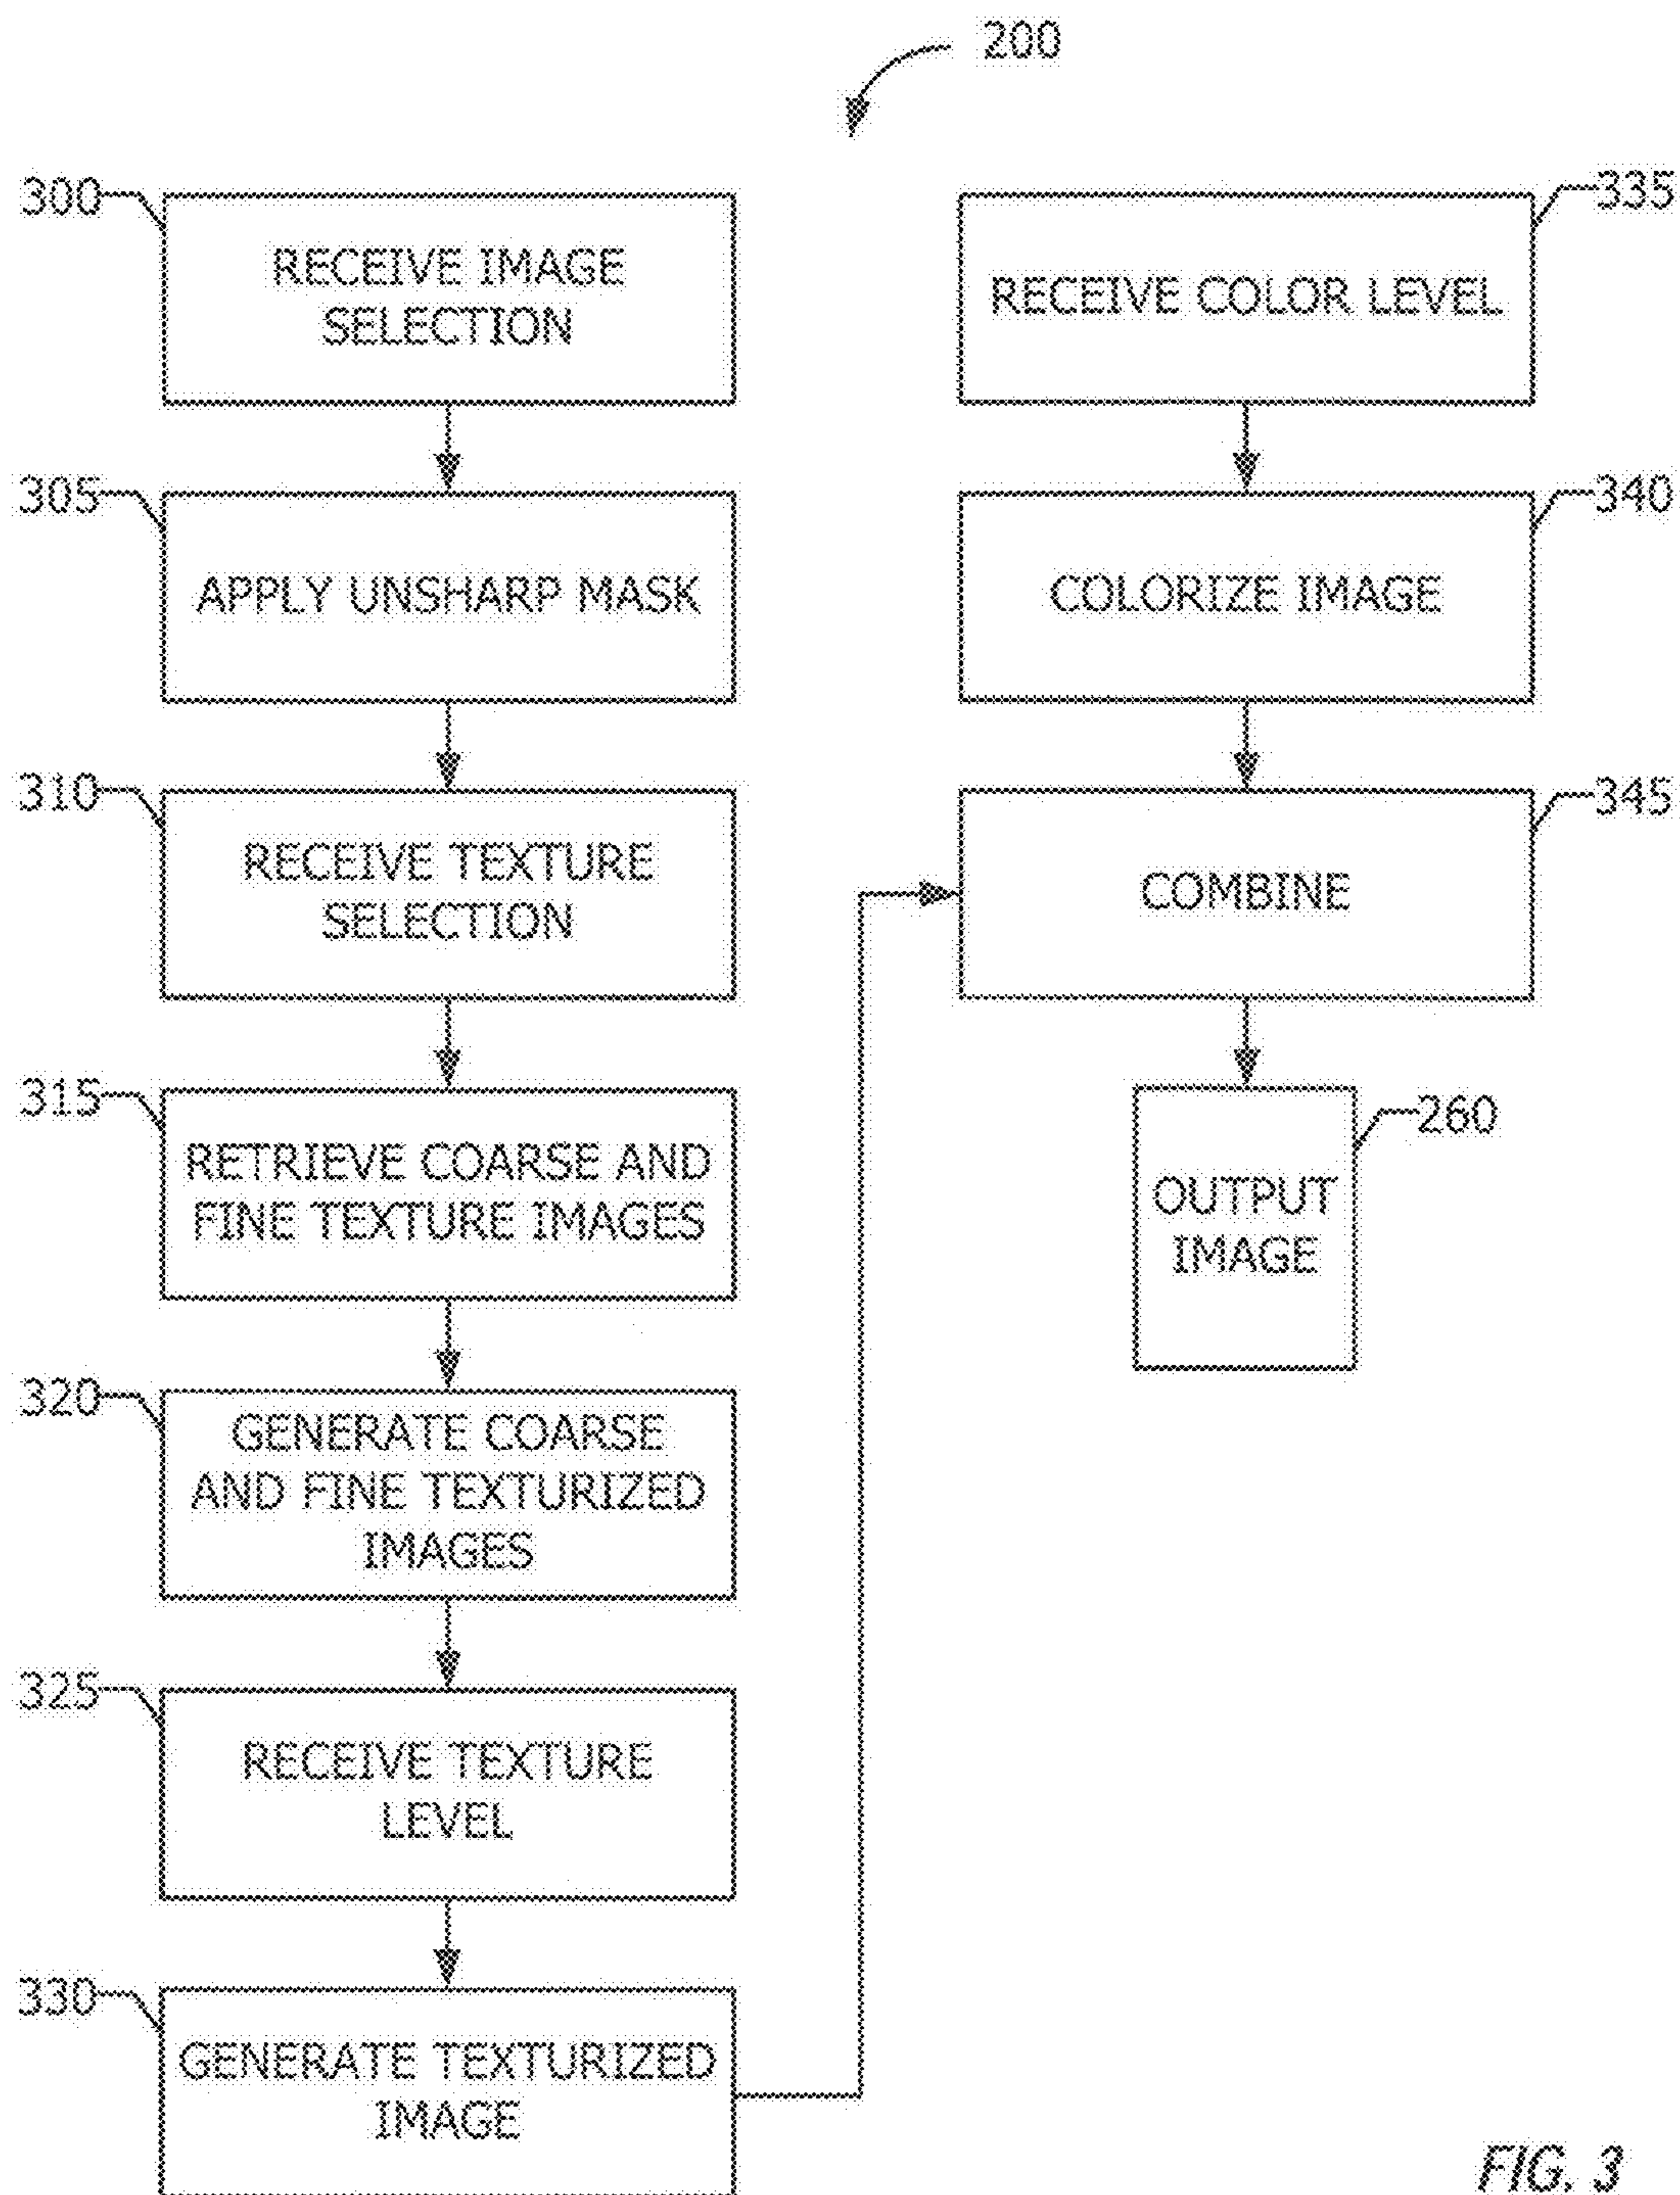 200
300
RECEIVE IMAGE
SELECTION
305
APPLY UNSHARP MASK
310
RECEIVE TEXTURE
SELECTION
315
RETRIEVE COARSE AND
FINE TEXTURE IMAGES
320
GENERATE COARSE
AND FINE TEXTURIZED
IMAGES
325
RECEIVE TEXTURE
LEVEL
330
GENERATE TEXTURIZED
IMAGE
335
RECEIVE COLOR LEVEL
340
COLORIZE IMAGE
345
COMBINE
260
OUTPUT
IMAGE
FIG. 3